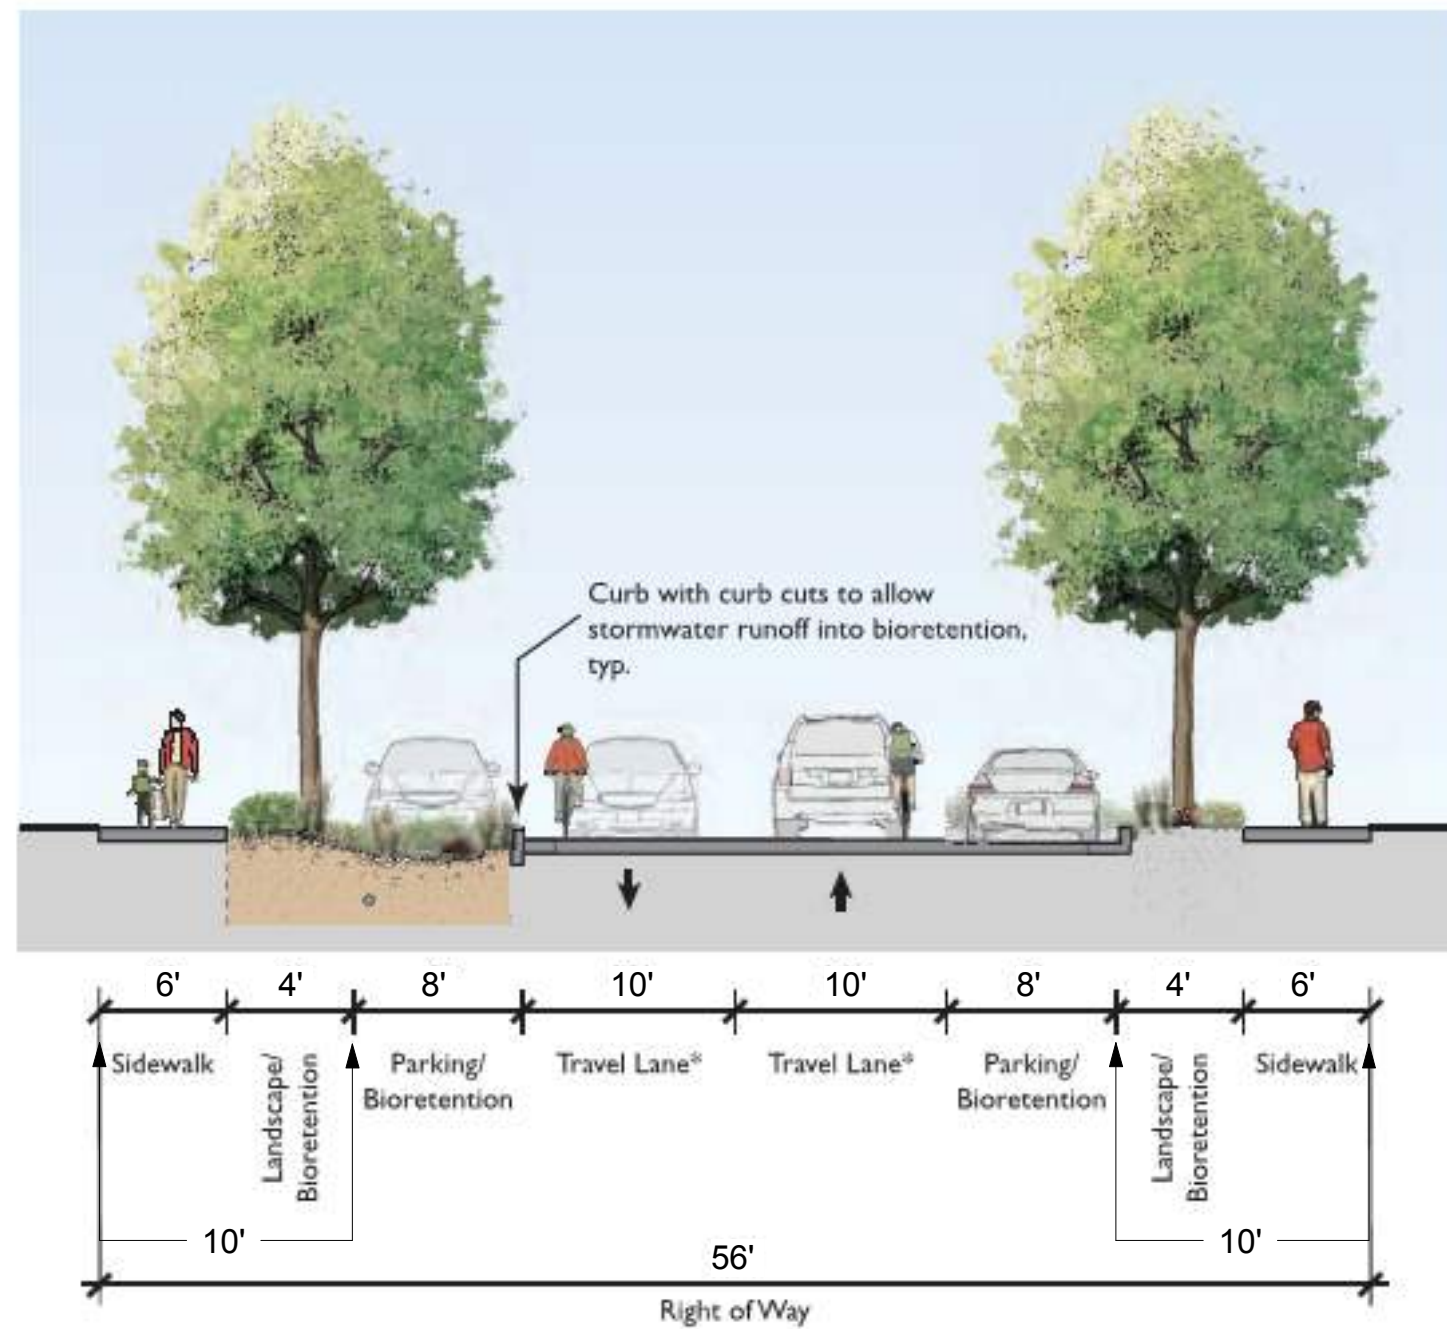 Curb with curb cuts to allow
stormwater runoff into bioretention,
typ.
6' 4' 8' 10' 10' 8' 4' 6'
Sidewalk
Landscape/
Bioretention
Parking/
Bioretention
Travel Lane*
Travel Lane*
Parking/
Bioretention
Landscape/
Bioretention
Sidewalk
10'
10'
56'
Right of Way